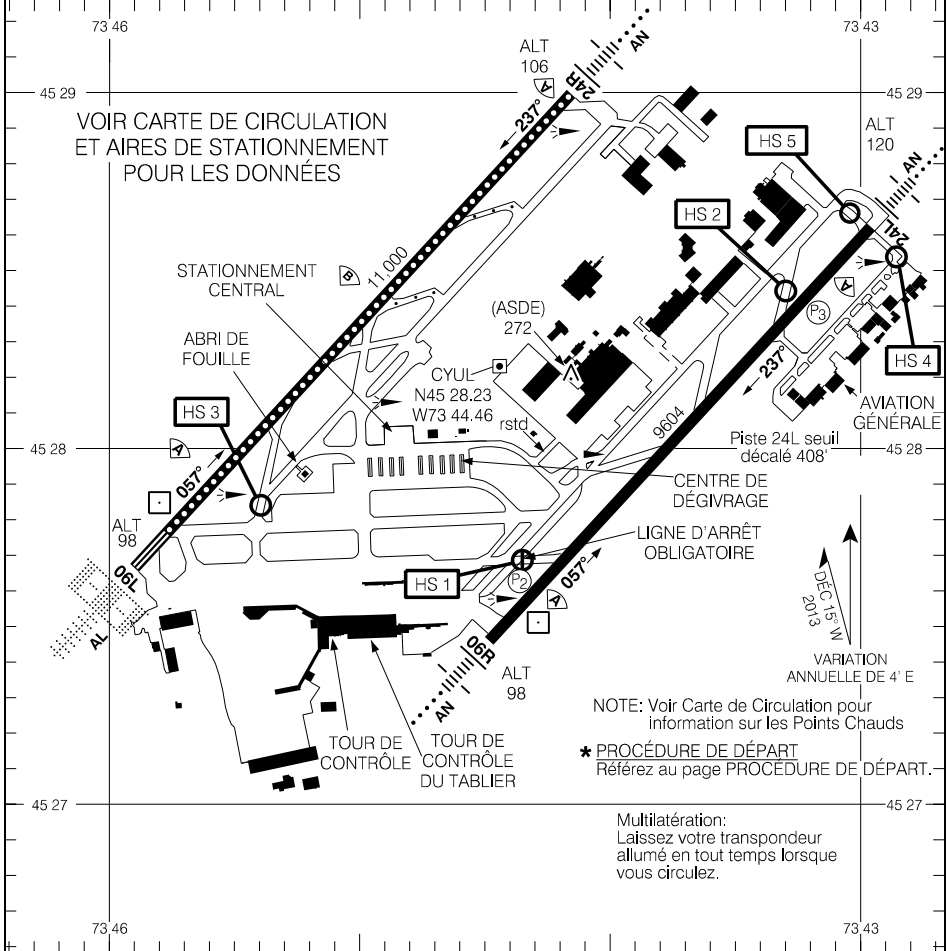 73 46
73 43
ALT
106
AN
24R
A
237°
45 29
45 29
VOIR CARTE DE CIRCULATION
ET AIRES DE STATIONNEMENT
POUR LES DONNÉES
HS 5
ALT
120
AN
HS 2
24L
STATIONNEMENT
CENTRAL
B
11,000
A
(ASDE)
272
P3
ABRI DE
FOUILLE
HS 4
237°
CYUL
N45 28.23
W73 44.46
rstd
HS 3
9604
AVIATION
GÉNÉRALE
Piste 24L seuil
décalé 408'
A
45 28
45 28
057°
CENTRE DE
DÉGIVRAGE
ALT
98
LIGNE D'ARRÊT
OBLIGATOIRE
06L
HS 1
P2
057°
A
DÉC 15° W
2013
AL
06R
ALT
98
VARIATION
ANNUELLE DE 4' E
AN
NOTE: Voir Carte de Circulation pour
information sur les Points Chauds
TOUR DE
CONTRÔLE
TOUR DE
CONTRÔLE
DU TABLIER
* PROCÉDURE DE DÉPART
Référez au page PROCÉDURE DE DÉPART.
45 27
45 27
Multilatération:
Laissez votre transpondeur
allumé en tout temps lorsque
vous circulez.
73 46
73 43